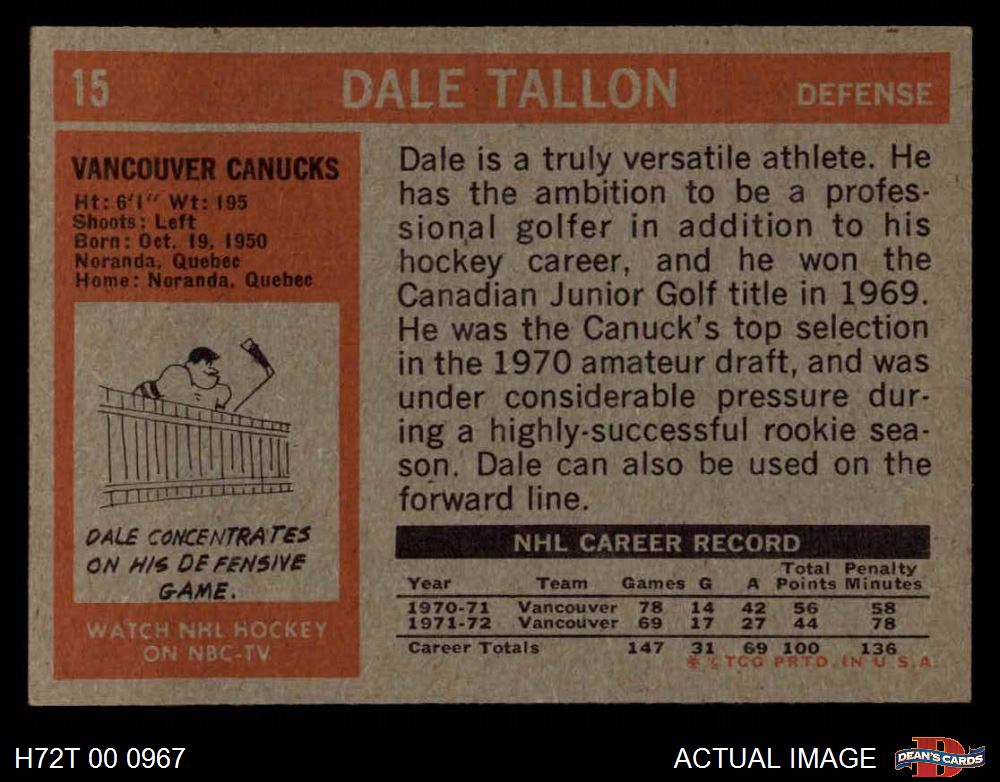 15 DALE TALLON DEFENSE
VANCOUVER CANUCKS
Ht: 6'1" Wt: 195
Shoots: Left
Born: Oct. 19, 1950
Noranda, Quebec
Home: Noranda, Quebec
DALE CONCENTRATES
ON HIS DEFENSIVE
GAME.
WATCH NHL HOCKEY
ON NBC-TV
Dale is a truly versatile athlete. He
has the ambition to be a profes-
sional golfer in addition to his
hockey career, and he won the
Canadian Junior Golf title in 1969.
He was the Canuck's top selection
in the 1970 amateur draft, and was
under considerable pressure dur-
ing a highly-successful rookie sea-
son. Dale can also be used on the
forward line.
NHL CAREER RECORD
Total Penalty
Year Team Games G A Points Minutes
1970-71 Vancouver 78 14 42 56 58
1971-72 Vancouver 69 17 27 44 78
Career Totals 147 31 69 100 136
* © TCG PRTD. IN U.S.A.
H72T 00 0967
ACTUAL IMAGE
D
DEAN'S CARDS